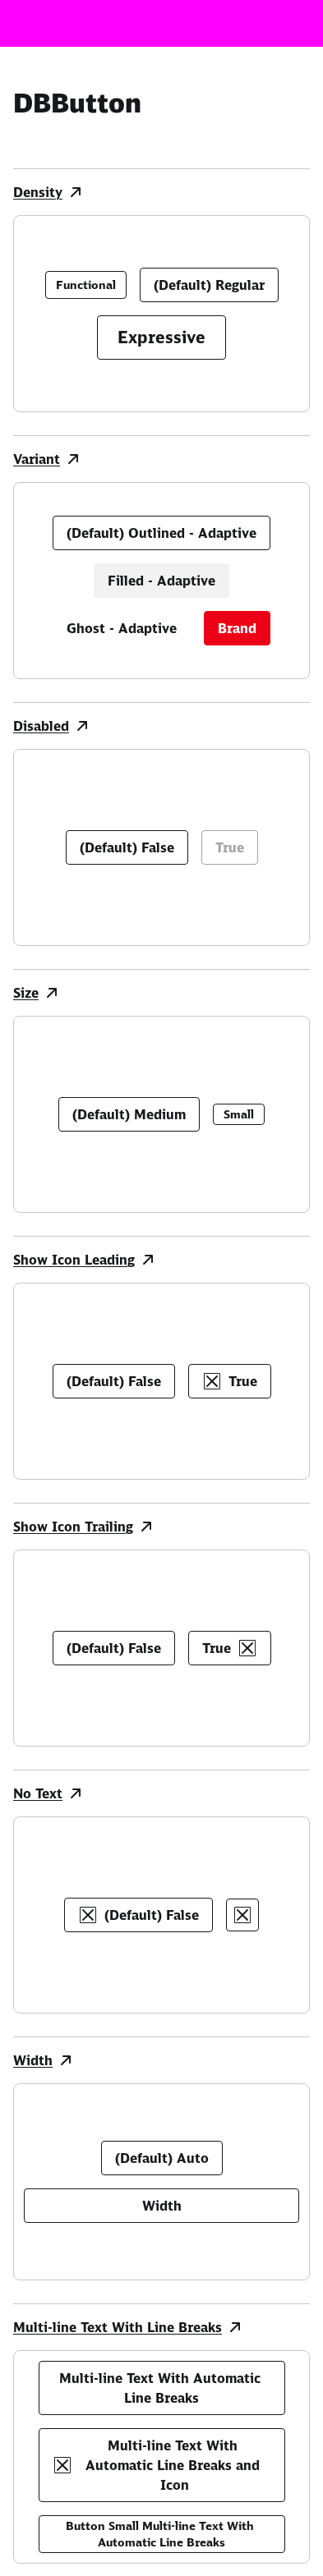 DBButton
Density
Functional
(Default) Regular
Expressive
Variant
(Default) Outlined - Adaptive
Filled - Adaptive
Ghost - Adaptive
Brand
Disabled
(Default) False
True
Size
(Default) Medium
Small
Show Icon Leading
(Default) False
True
Show Icon Trailing
(Default) False
True
No Text
(Default) False
Width
(Default) Auto
Width
Multi-line Text With Line Breaks
Multi-line Text With Automatic
Line Breaks
Multi-line Text With
Automatic Line Breaks and
Icon
Button Small Multi-line Text With
Automatic Line Breaks